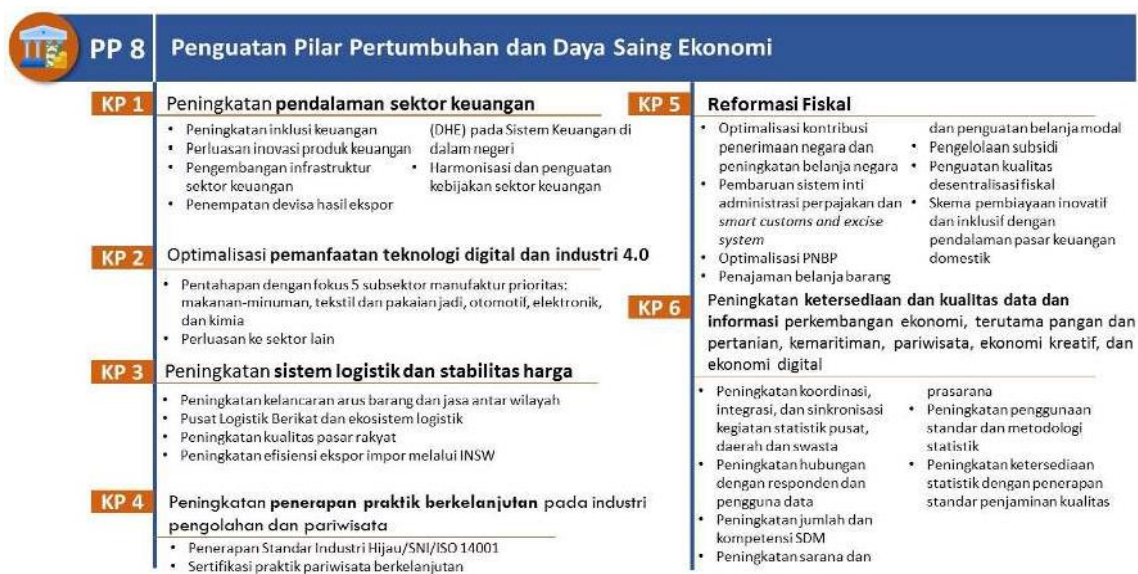 PP 8 Penguatan Pilar Pertumbuhan dan Daya Saing Ekonomi
KP 1 Peningkatan pendalaman sektor keuangan
• Peningkatan inklusi keuangan
• Perluasan inovasi produk keuangan
• Pengembangan infrastruktur
sektor keuangan
• Penempatan devisa hasil ekspor
(DHE) pada Sistem Keuangan di
dalam negeri
• Harmonisasi dan penguatan
kebijakan sektor keuangan
KP 2 Optimalisasi pemanfaatan teknologi digital dan industri 4.0
• Pentahapan dengan fokus 5 subsektor manufaktur prioritas:
makanan-minuman, tekstil dan pakaian jadi, otomotif, elektronik,
dan kimia
• Perluasan ke sektor lain
KP 3 Peningkatan sistem logistik dan stabilitas harga
• Peningkatan kelancaran arus barang dan jasa antar wilayah
• Pusat Logistik Berikat dan ekosistem logistik
• Peningkatan kualitas pasar rakyat
• Peningkatan efisiensi ekspor impor melalui INSW
KP 4 Peningkatan penerapan praktik berkelanjutan pada industri
pengolahan dan pariwisata
• Penerapan Standar Industri Hijau/SNI/ISO 14001
• Sertifikasi praktik pariwisata berkelanjutan
KP 5 Reformasi Fiskal
• Optimalisasi kontribusi
penerimaan negara dan
peningkatan belanja negara
• Pembaruan sistem inti
administrasi perpajakan dan
smart customs and excise
system
• Optimalisasi PNBP
• Penajaman belanja barang
dan penguatan belanja modal
• Pengelolaan subsidi
• Penguatan kualitas
desentralisasi fiskal
• Skema pembiayaan inovatif
dan inklusif dengan
pendalaman pasar keuangan
domestik
KP 6 Peningkatan ketersediaan dan kualitas data dan
informasi perkembangan ekonomi, terutama pangan dan
pertanian, kemaritiman, pariwisata, ekonomi kreatif, dan
ekonomi digital
• Peningkatan koordinasi,
integrasi, dan sinkronisasi
kegiatan statistik pusat,
daerah dan swasta
• Peningkatan hubungan
dengan responden dan
pengguna data
• Peningkatan jumlah dan
kompetensi SDM
• Peningkatan sarana dan
prasarana
• Peningkatan penggunaan
standar dan metodologi
statistik
• Peningkatan ketersediaan
statistik dengan penerapan
standar penjaminan kualitas